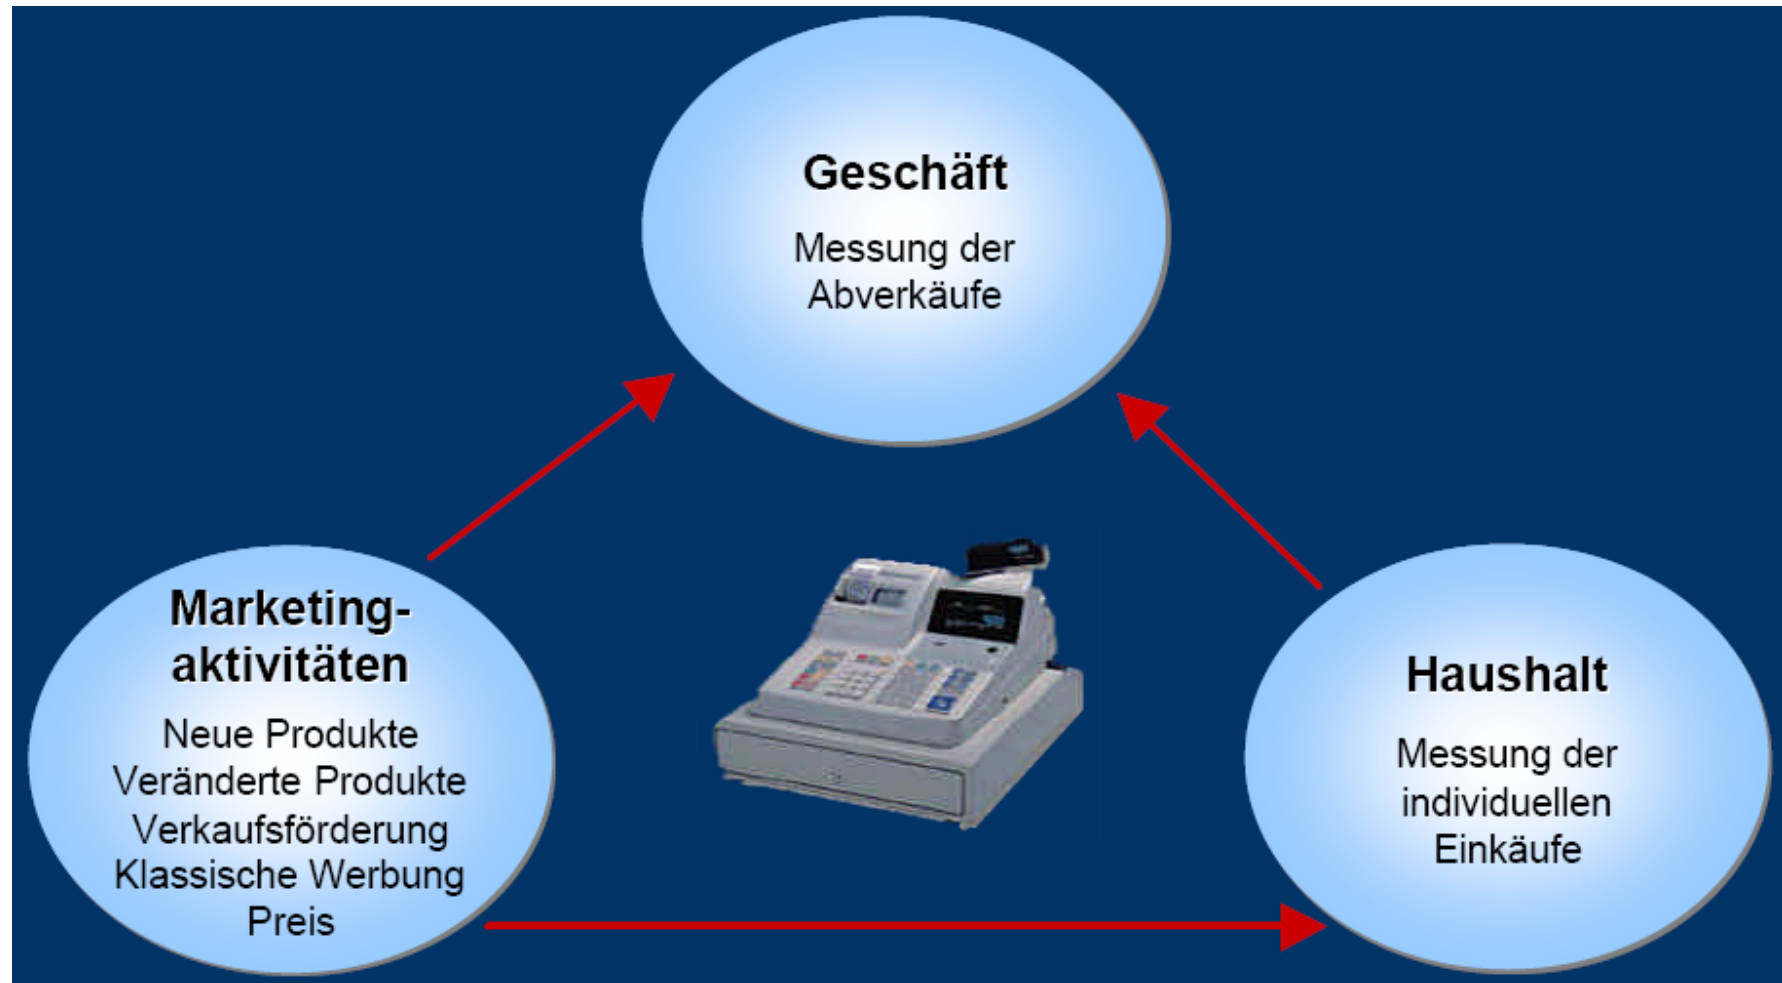 Geschäft
Messung der
Abverkäufe
Marketing-
aktivitäten
Neue Produkte
Veränderte Produkte
Verkaufsförderung
Klassische Werbung
Preis
Haushalt
Messung der
individuellen
Einkäufe